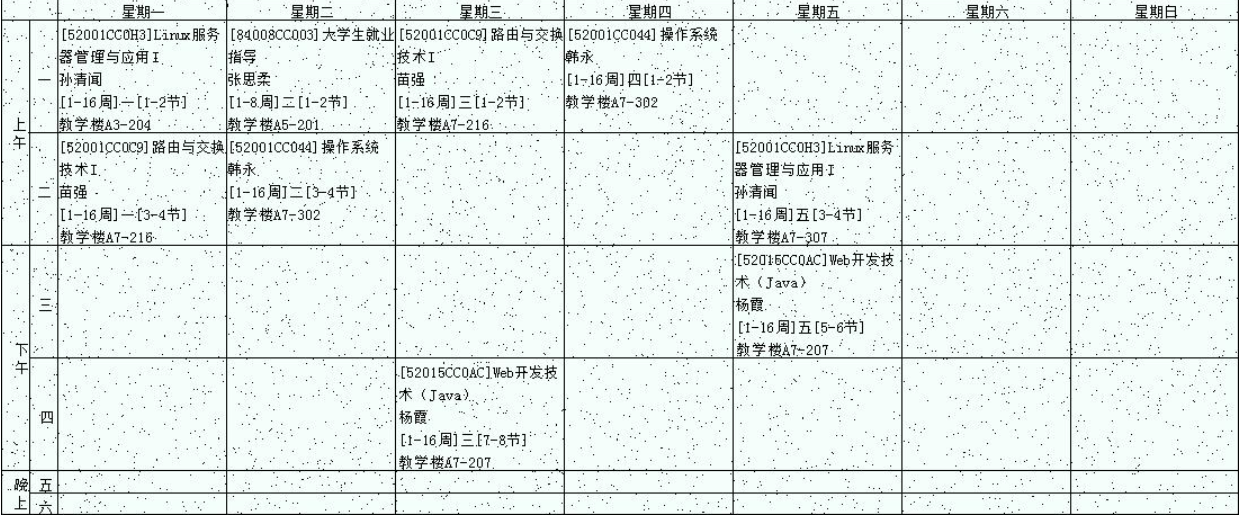 星期一 星期二 星期三 星期四 星期五 星期六 星期日
上午
一
[52001CC0H3]Linux服务
器管理与应用I
孙清闻
[1-16周]一[1-2节]
教学楼A3-204
[84008CC003]大学生就业
指导
张思柔
[1-8周]二[1-2节]
教学楼A5-201
[52001CC0C9]路由与交换
技术I
苗强
[1-16周]三[1-2节]
教学楼A7-216
[52001CC044]操作系统
韩永
[1-16周]四[1-2节]
教学楼A7-302
二
[52001CC0C9]路由与交换
技术I
苗强
[1-16周]一[3-4节]
教学楼A7-216
[52001CC044]操作系统
韩永
[1-16周]二[3-4节]
教学楼A7-302
[52001CC0H3]Linux服务
器管理与应用I
孙清闻
[1-16周]五[3-4节]
教学楼A7-307
下午
三
[52015CC0AC]Web开发技
术（Java）
杨霞
[1-16周]五[5-6节]
教学楼A7-207
四
[52015CC0AC]Web开发技
术（Java）
杨霞
[1-16周]三[7-8节]
教学楼A7-207
晚上
五
六